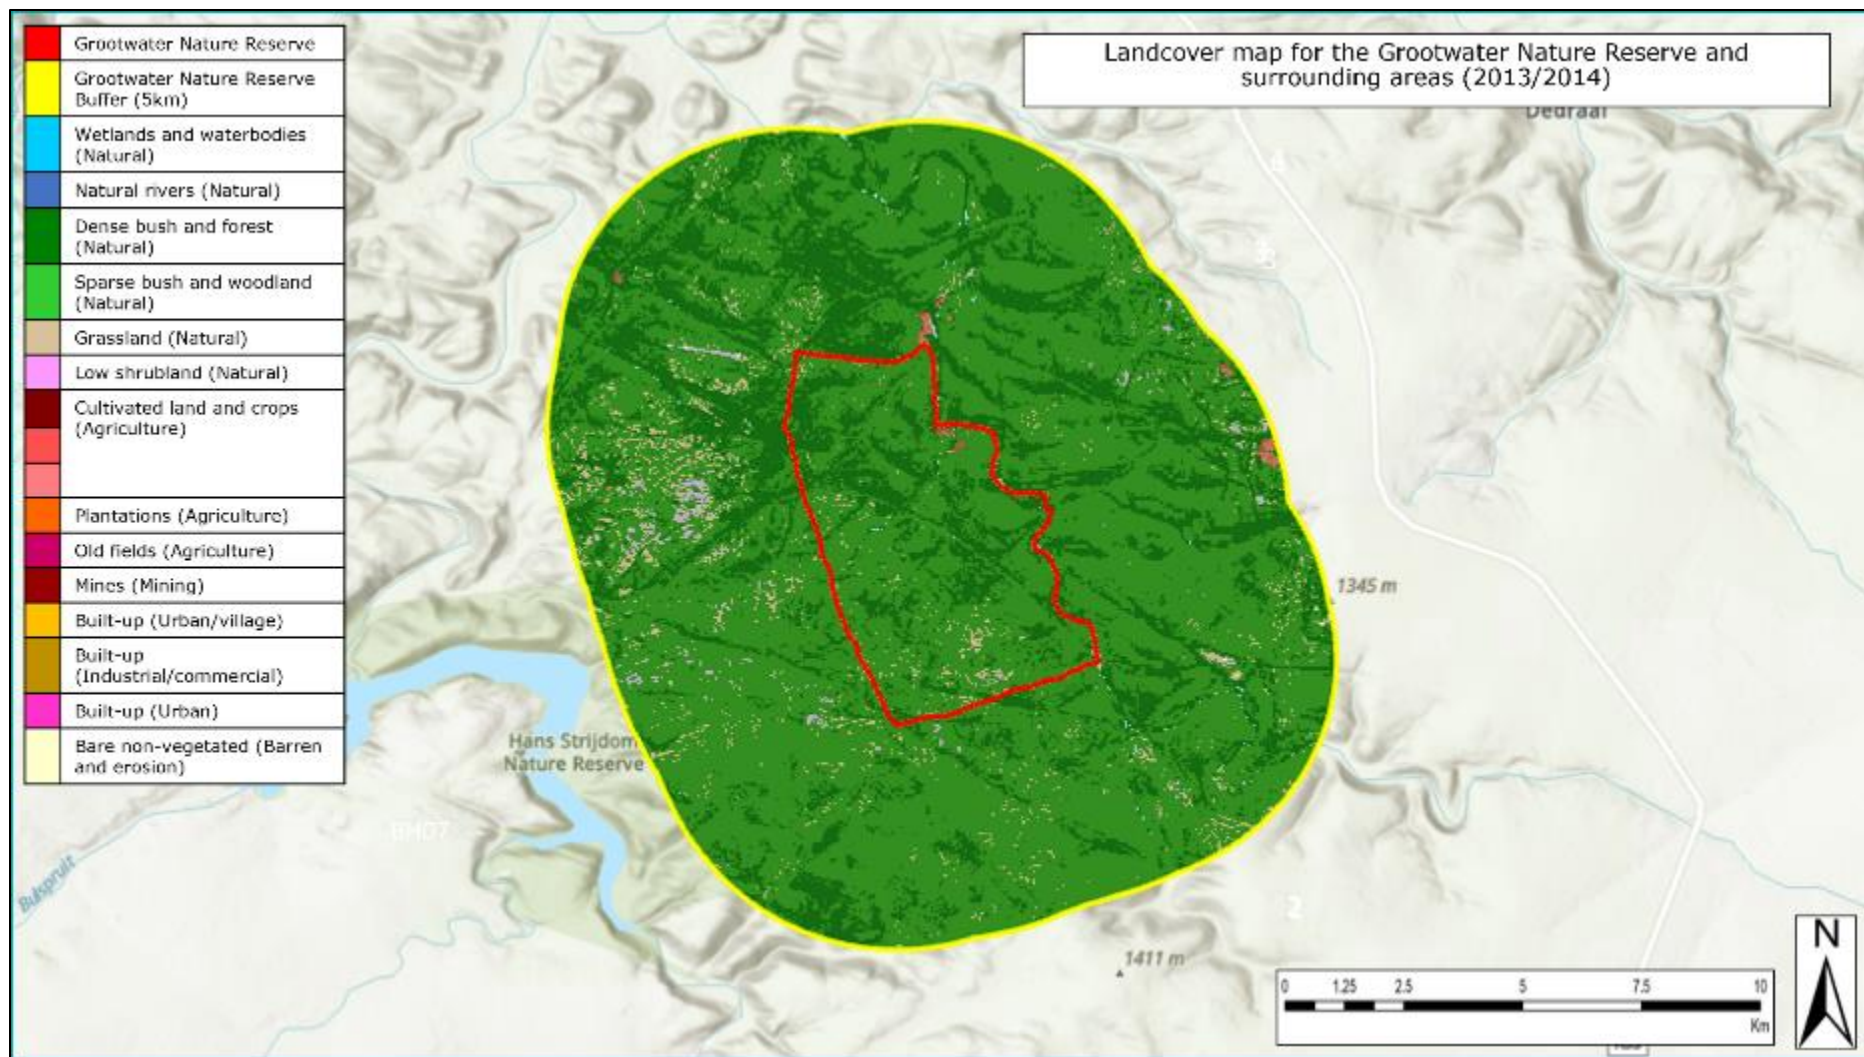 Grootwater Nature Reserve
Grootwater Nature Reserve
Buffer (5km)
Wetlands and waterbodies
(Natural)
Natural rivers (Natural)
Dense bush and forest
(Natural)
Sparse bush and woodland
(Natural)
Grassland (Natural)
Low shrubland (Natural)
Cultivated land and crops
(Agriculture)
Plantations (Agriculture)
Old fields (Agriculture)
Mines (Mining)
Built-up (Urban/village)
Built-up
(Industrial/commercial)
Built-up (Urban)
Bare non-vegetated (Barren
and erosion)
Landcover map for the Grootwater Nature Reserve and
surrounding areas (2013/2014)
Dedraai
4
1345 m
Hans Strijdom
Nature Reserve
BH07
Bulspruit
2
1411 m
N
0 1.25 2.5 5 7.5 10
Km